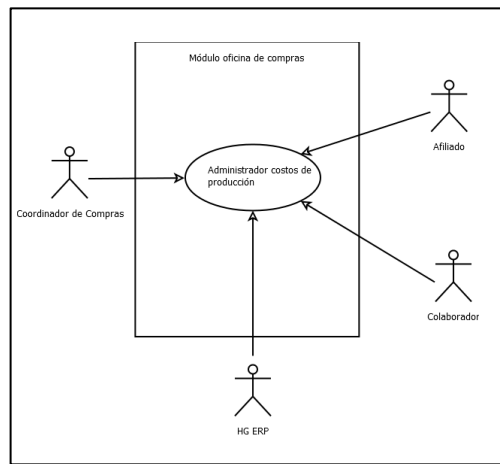 Módulo oficina de compras
Afiliado
Administrador costos de
producción
Coordinador de Compras
Colaborador
HG ERP